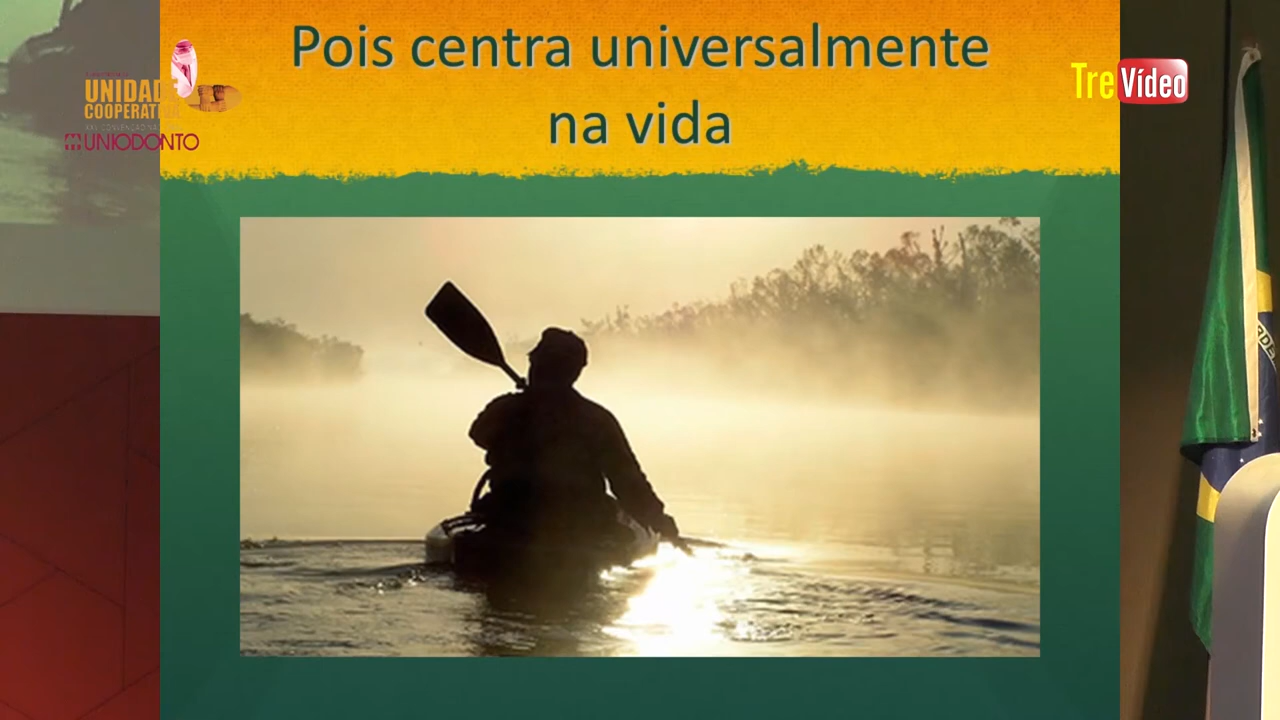 Pois centra universalmente
na vida
UNIDAD
COOPERATI
UNIODONTO
TreVídeo